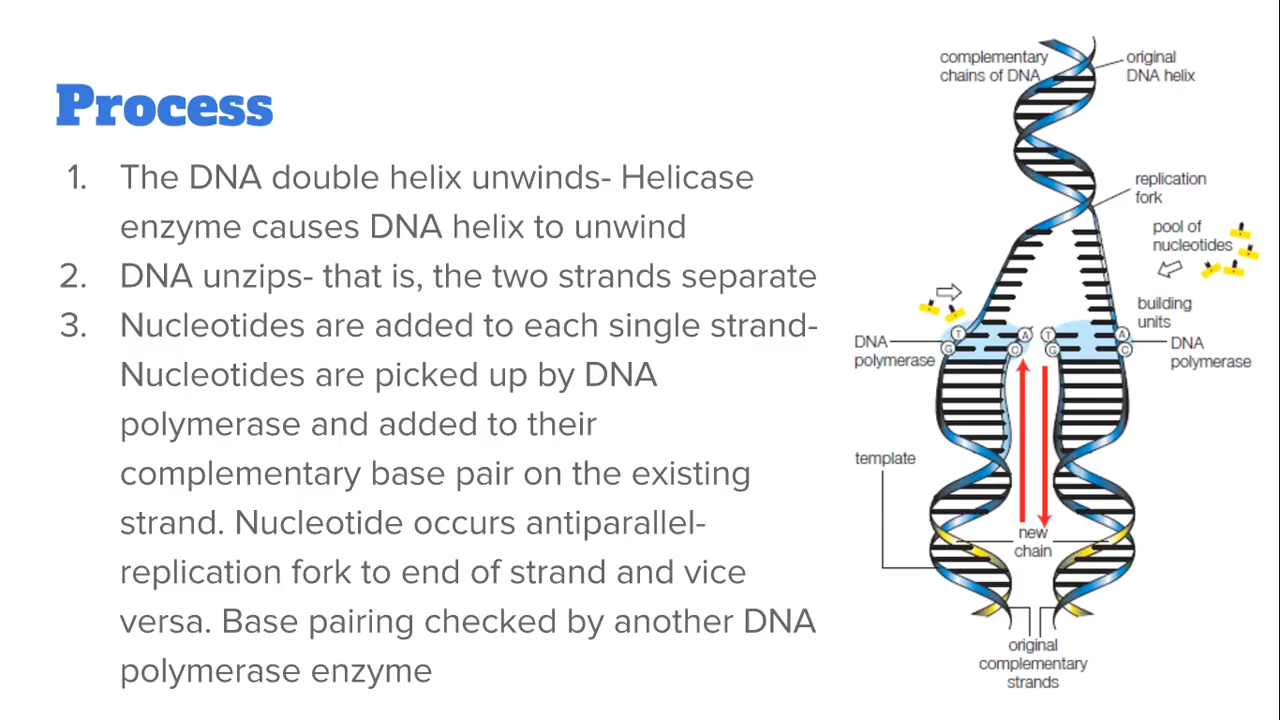 Process
1. The DNA double helix unwinds- Helicase
enzyme causes DNA helix to unwind
2. DNA unzips- that is, the two strands separate
3. Nucleotides are added to each single strand-
Nucleotides are picked up by DNA
polymerase and added to their
complementary base pair on the existing
strand. Nucleotide occurs antiparallel-
replication fork to end of strand and vice
versa. Base pairing checked by another DNA
polymerase enzyme
complementary
chains of DNA
original
DNA helix
replication
fork
pool of
nucleotides
building
units
DNA
polymerase
T
G
A
C
T
G
A
C
DNA
polymerase
template
new
chain
original
complementary
strands